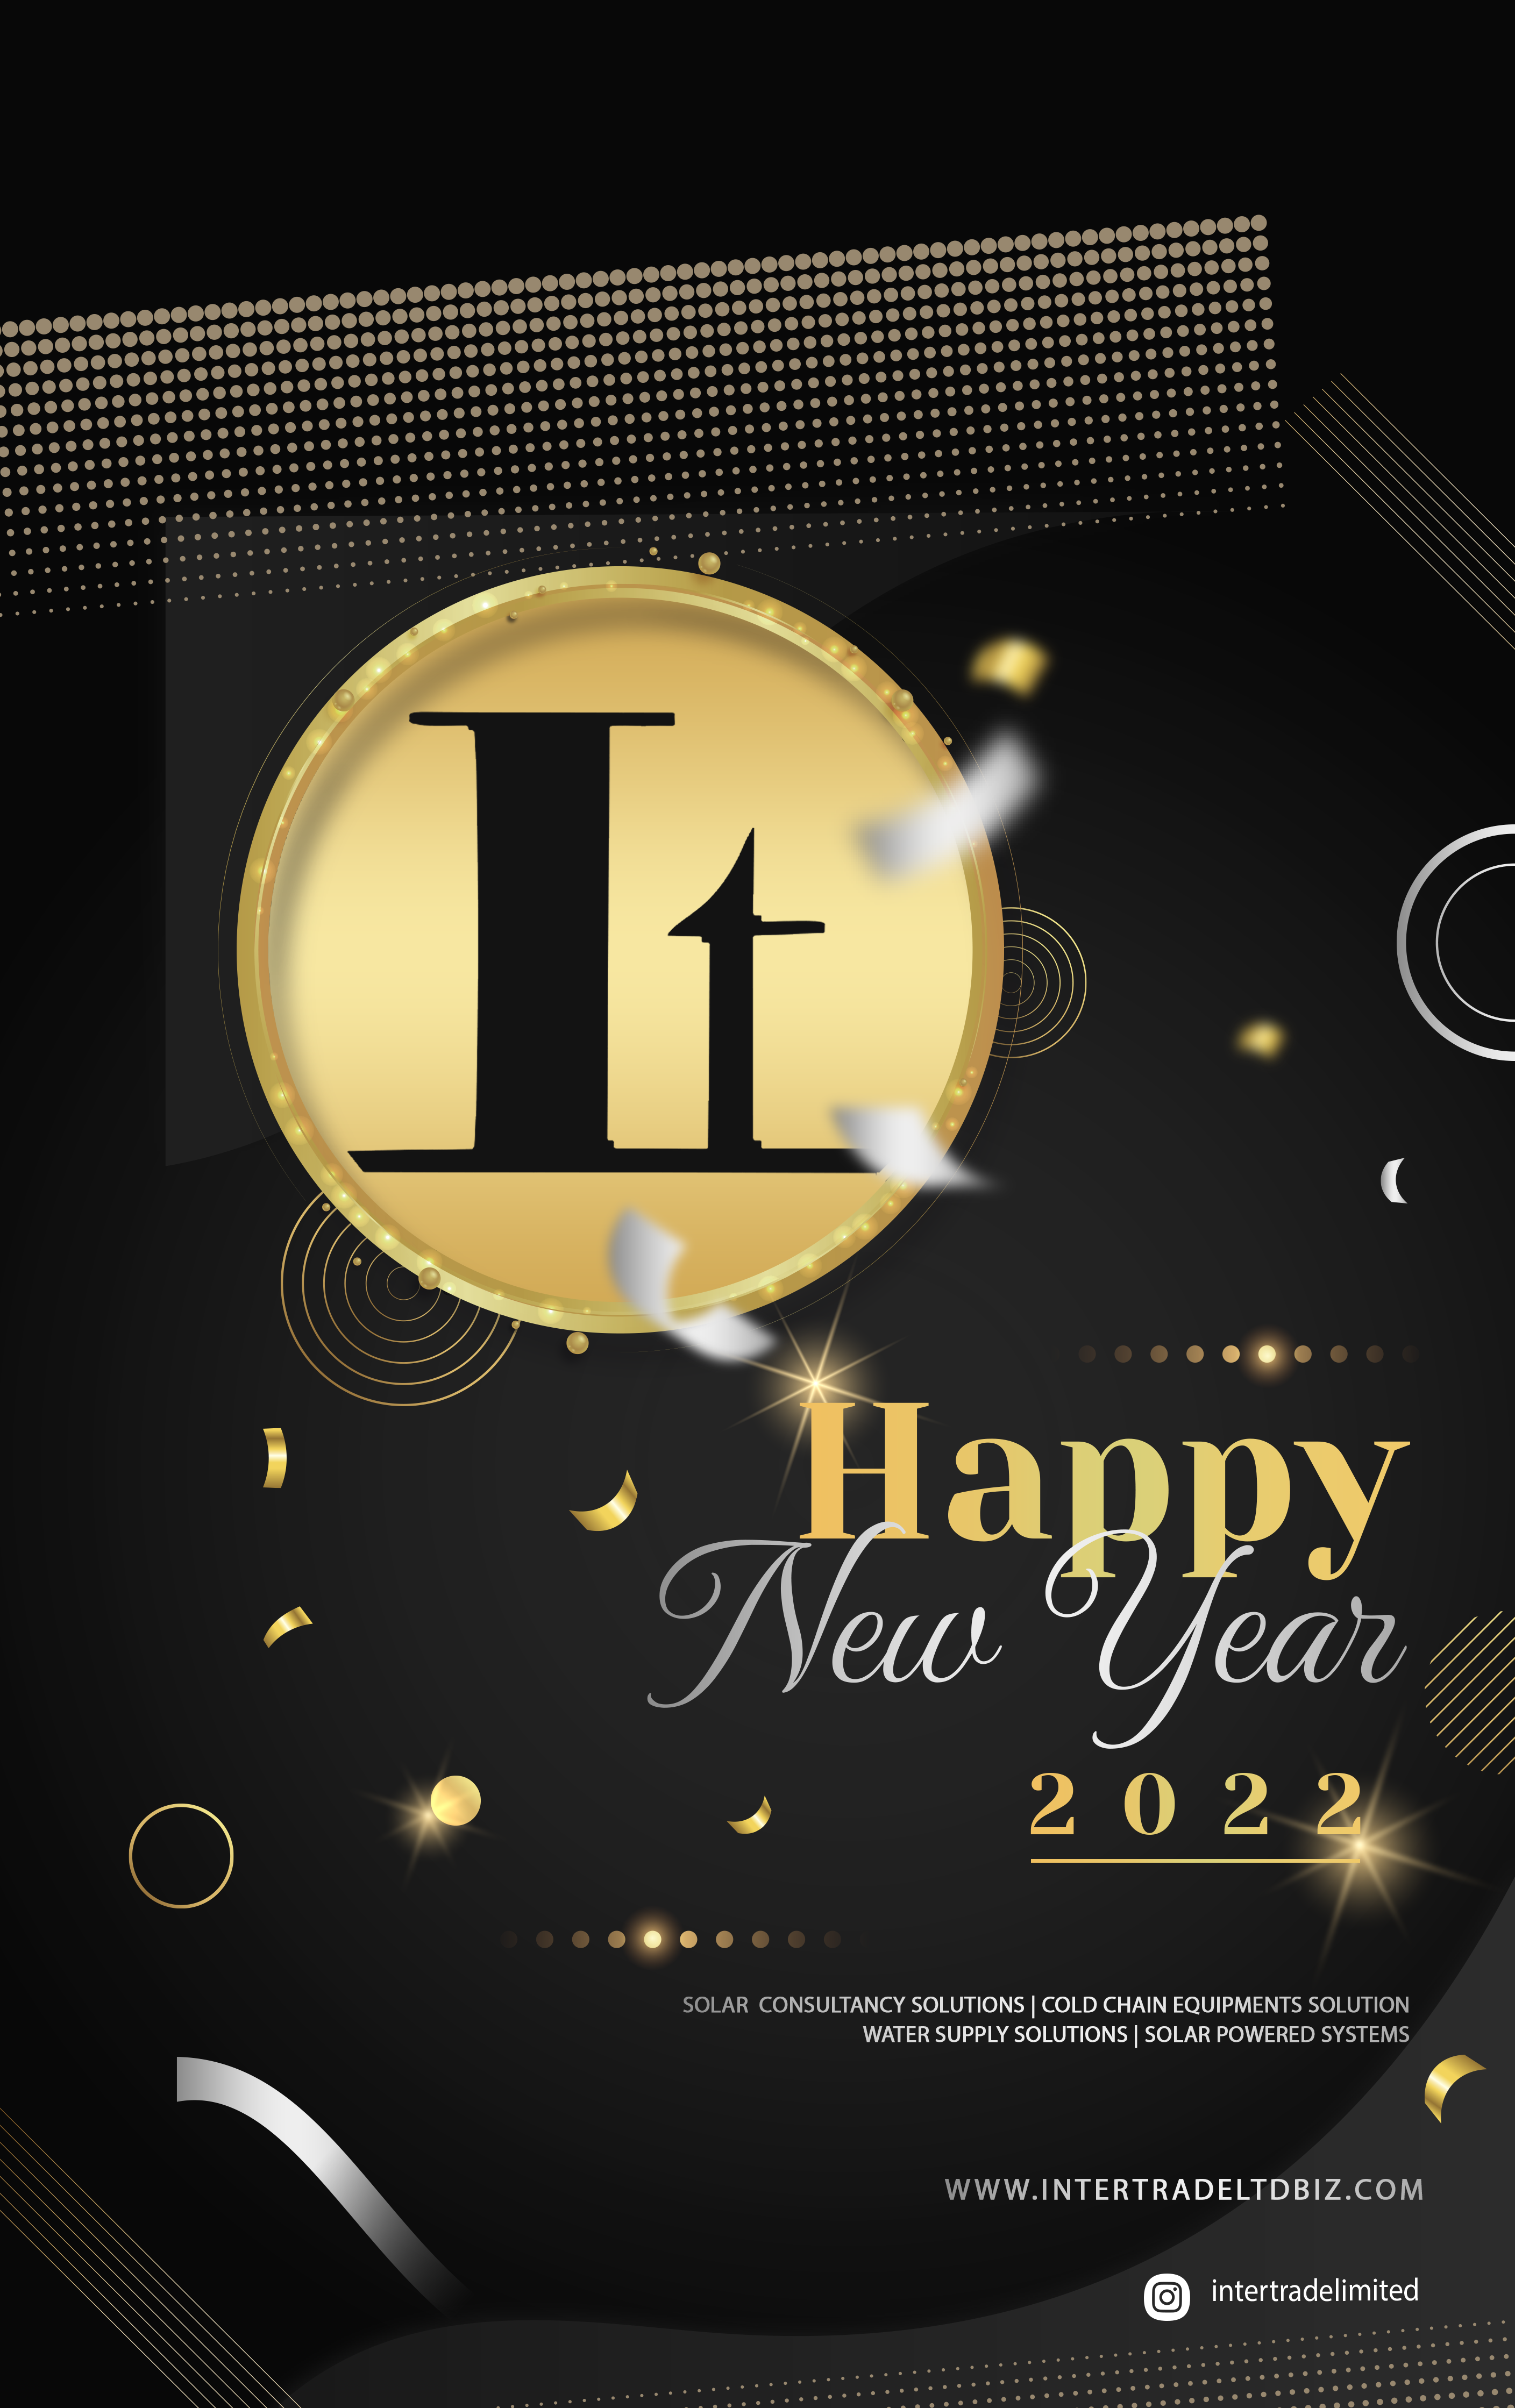 It
Happy
New Year
2022
SOLAR CONSULTANCY SOLUTIONS | COLD CHAIN EQUIPMENTS SOLUTION
WATER SUPPLY SOLUTIONS | SOLAR POWERED SYSTEMS
WWW.INTERTRADELTDBIZ.COM
intertradelimited